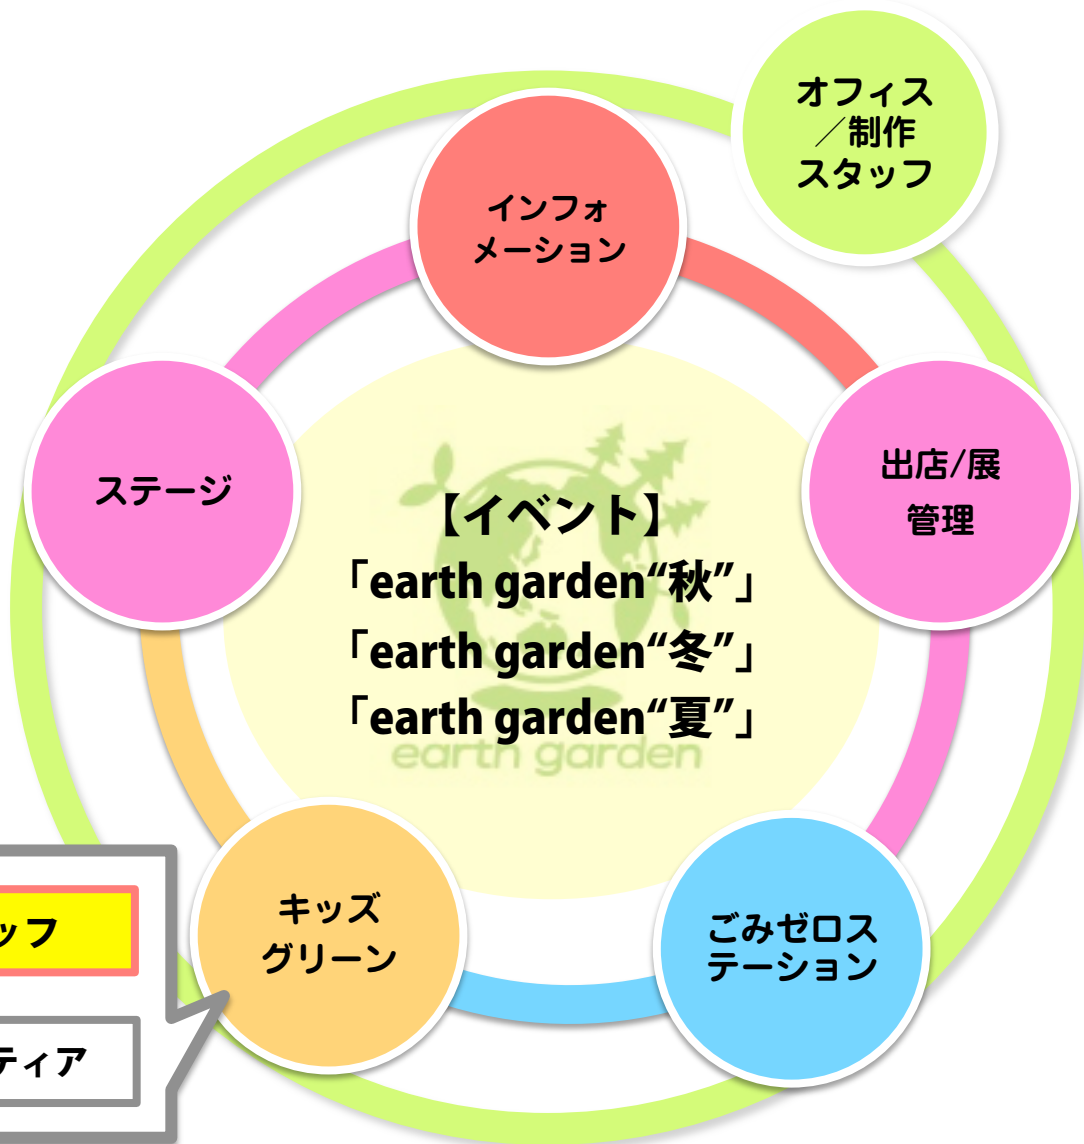 オフィス
／制作
スタッフ
インフォ
メーション
ステージ
出店/展
管理
【イベント】
「earth garden“秋”」
「earth garden“冬”」
「earth garden“夏”」
earth garden
キッズ
グリーン
ごみゼロス
テーション
ッフ
ティア